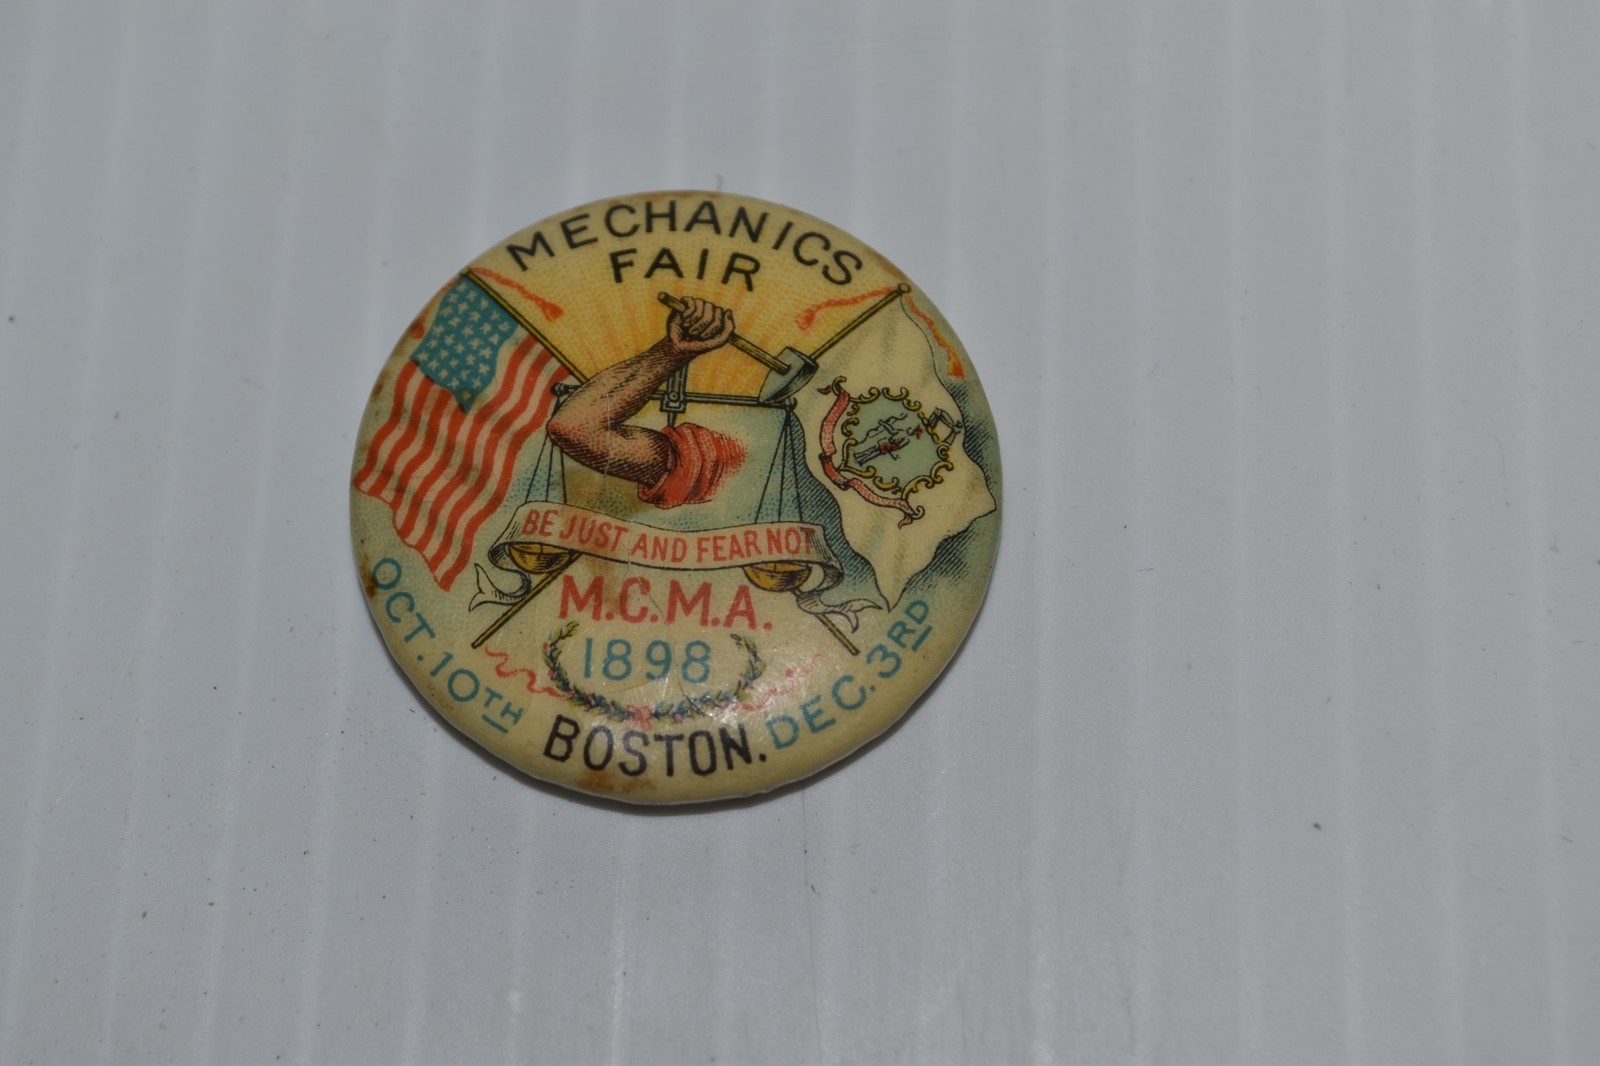 MECHANICS
FAIR
BE JUST AND FEAR NOT
M.C.M.A.
1898
OCT. 10TH
BOSTON.
DEC. 3RD